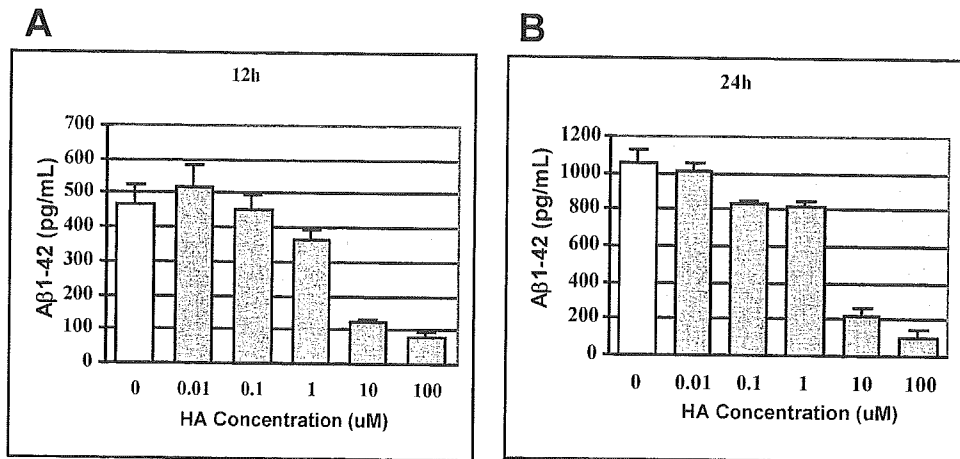 A
12h
Aβ1-42 (pg/mL)
700
600
500
400
300
200
100
0
0 0.01 0.1 1 10 100
HA Concentration (uM)
B
24h
Aβ1-42 (pg/mL)
1200
1000
800
600
400
200
0
0 0.01 0.1 1 10 100
HA Concentration (uM)